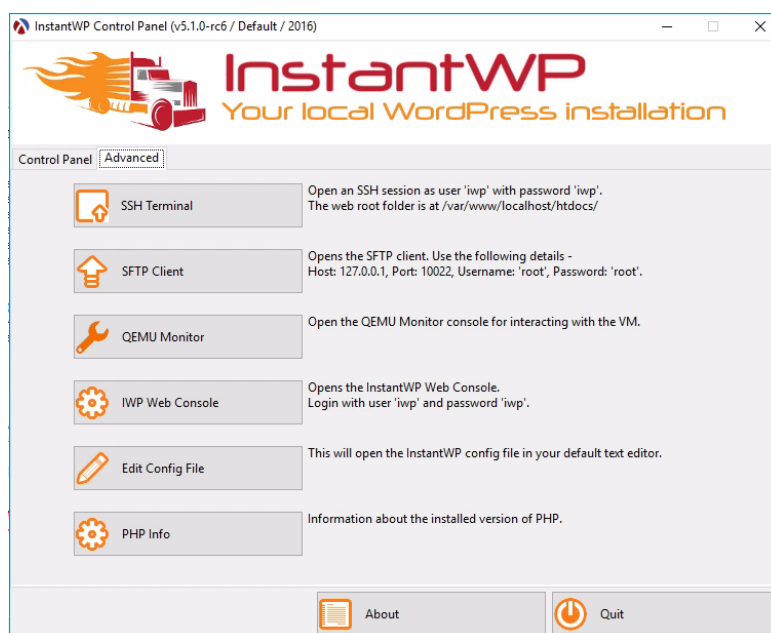 InstantWP Control Panel (v5.1.0-rc6 / Default / 2016)
InstantWP
Your local WordPress installation
Control Panel
Advanced
SSH Terminal
Open an SSH session as user 'iwp' with password 'iwp'.
The web root folder is at /var/www/localhost/htdocs/
SFTP Client
Opens the SFTP client. Use the following details -
Host: 127.0.0.1, Port: 10022, Username: 'root', Password: 'root'.
QEMU Monitor
Open the QEMU Monitor console for interacting with the VM.
IWP Web Console
Opens the InstantWP Web Console.
Login with user 'iwp' and password 'iwp'.
Edit Config File
This will open the InstantWP config file in your default text editor.
PHP Info
Information about the installed version of PHP.
About
Quit